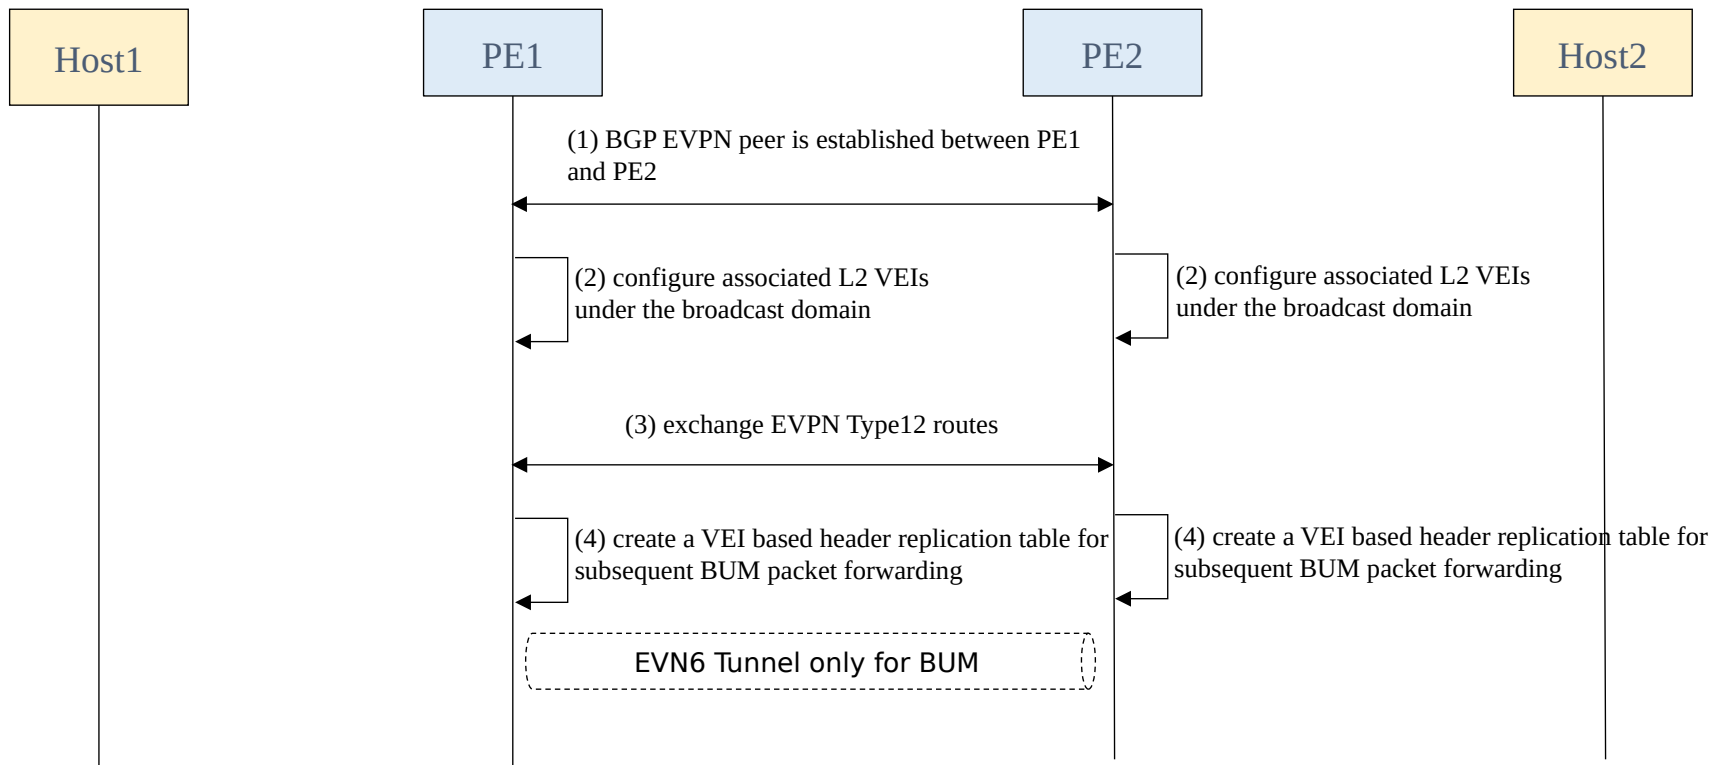 Host1
PE1
PE2
Host2
(1) BGP EVPN peer is established between PE1
and PE2
(2) configure associated L2 VEIs
under the broadcast domain
(2) configure associated L2 VEIs
under the broadcast domain
(3) exchange EVPN Type12 routes
(4) create a VEI based header replication table for
subsequent BUM packet forwarding
(4) create a VEI based header replication table for
subsequent BUM packet forwarding
EVN6 Tunnel only for BUM